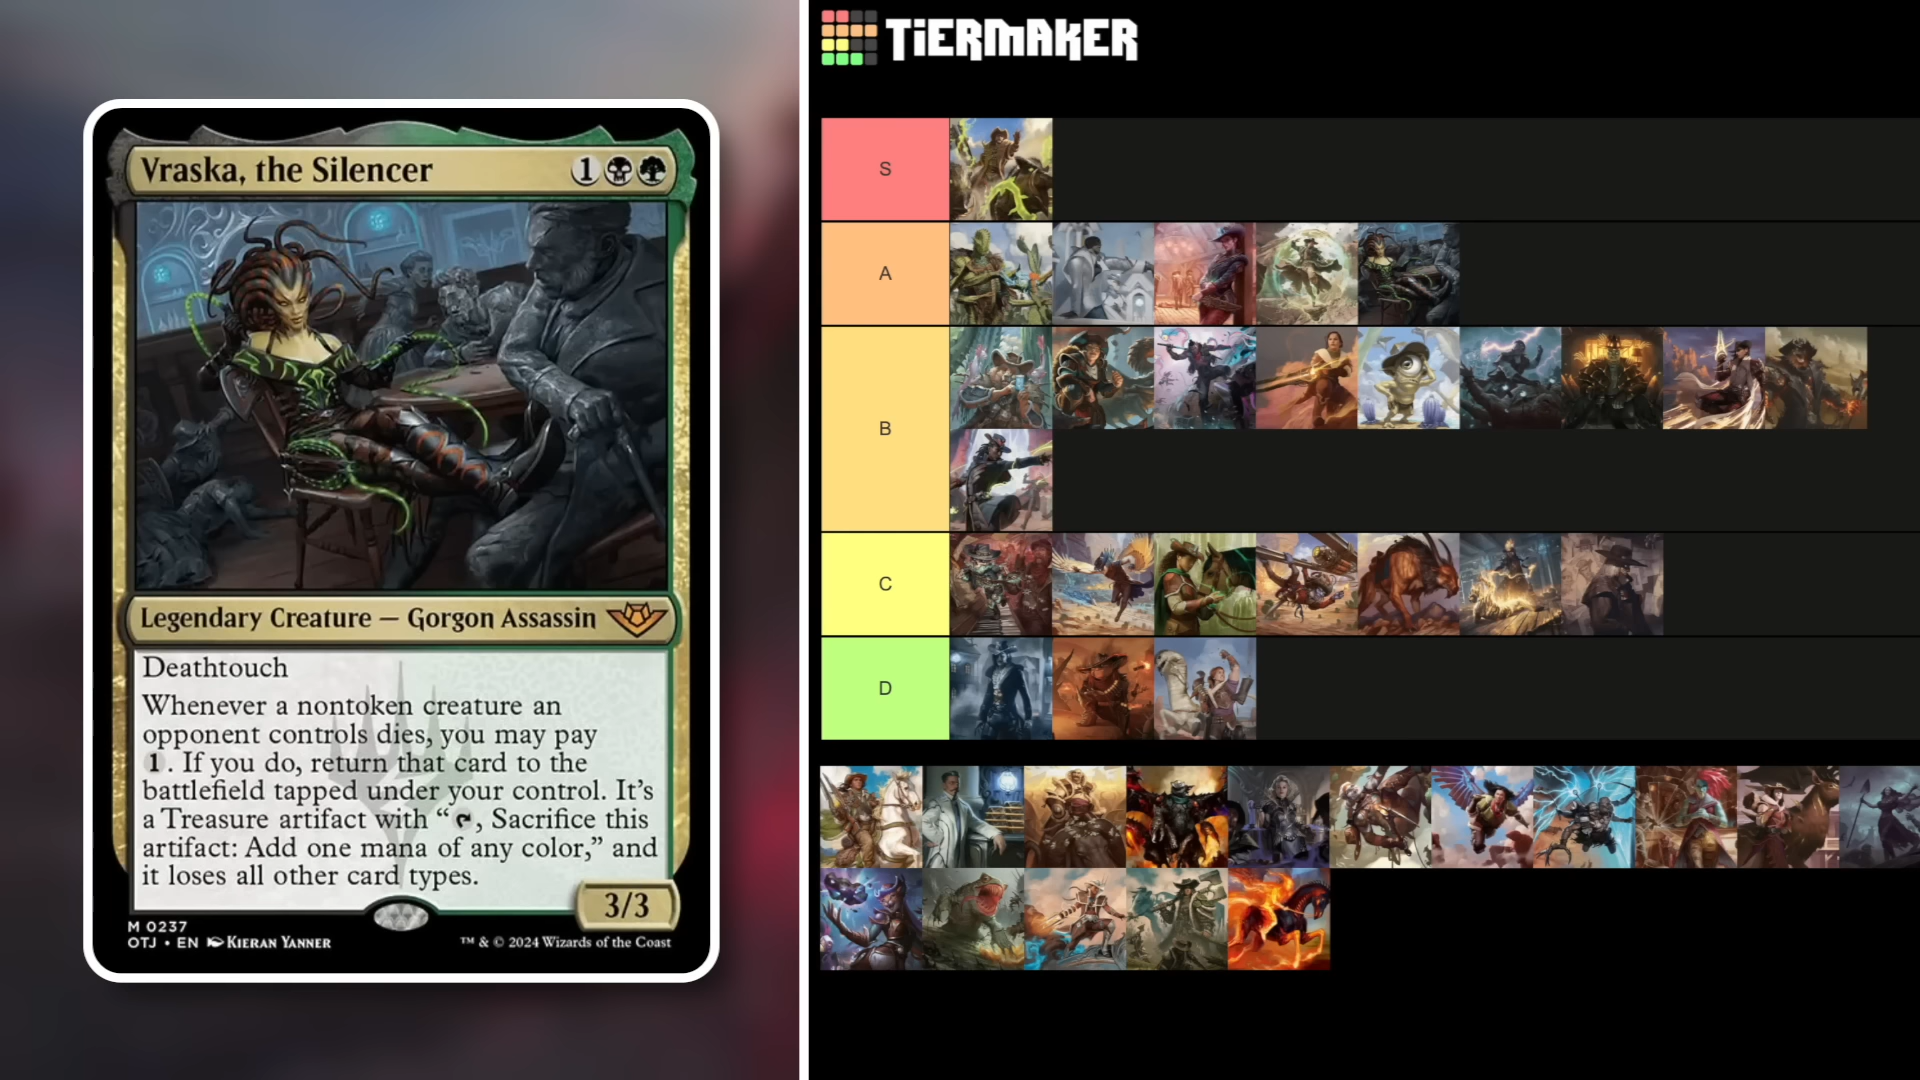 Vraska, the Silencer 1
Legendary Creature — Gorgon Assassin
Deathtouch
Whenever a nontoken creature an
opponent controls dies, you may pay
1. If you do, return that card to the
battlefield tapped under your control. It's
a Treasure artifact with “, Sacrifice this
artifact: Add one mana of any color,” and
it loses all other card types.
3/3
M 0237
OTJ • EN KIERAN YANNER
™ & © 2024 Wizards of the Coast
TiERMAKER
S
A
B
C
D